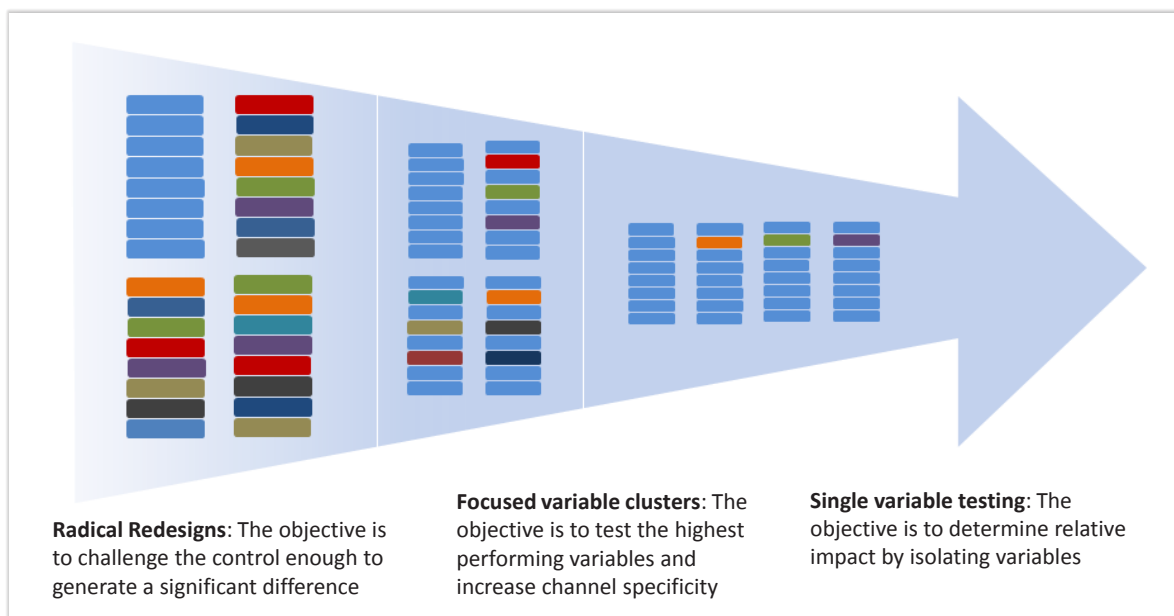 Radical Redesigns: The objective is
to challenge the control enough to
generate a significant difference
Focused variable clusters: The
objective is to test the highest
performing variables and
increase channel specificity
Single variable testing: The
objective is to determine relative
impact by isolating variables